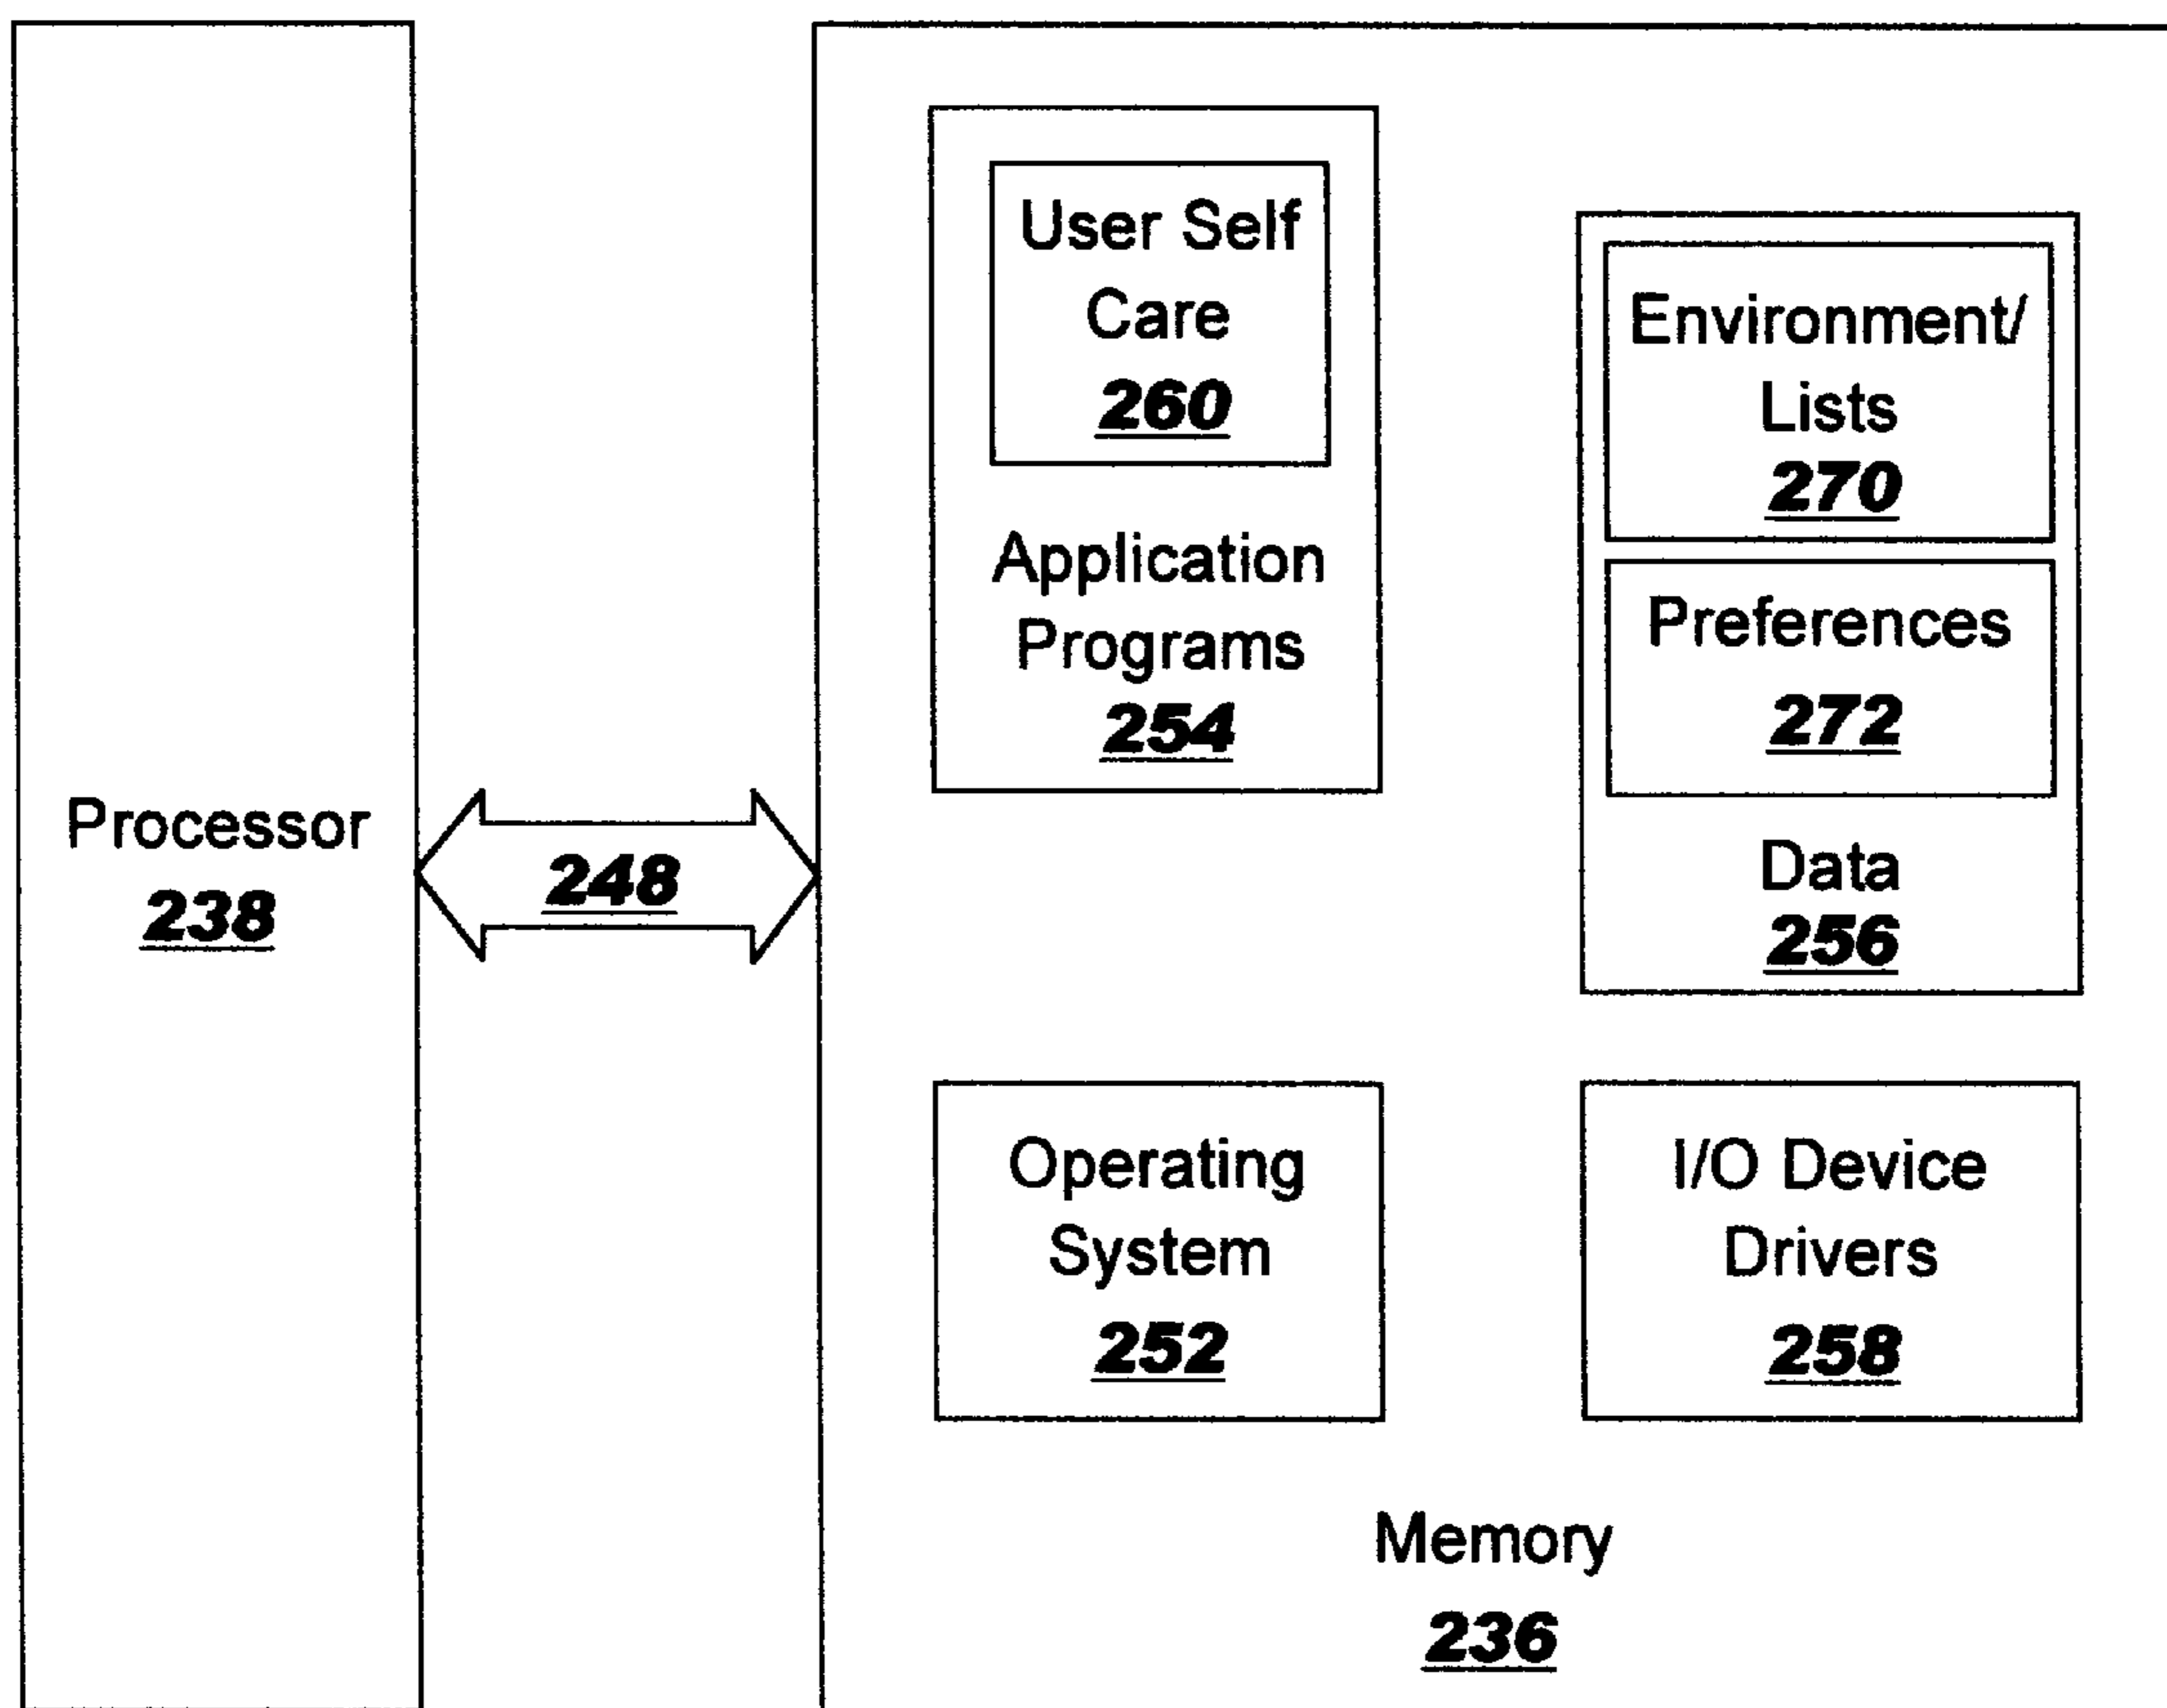 Processor
238
248
User Self
Care
260
Application
Programs
254
Environment/
Lists
270
Preferences
272
Data
256
Operating
System
252
I/O Device
Drivers
258
Memory
236